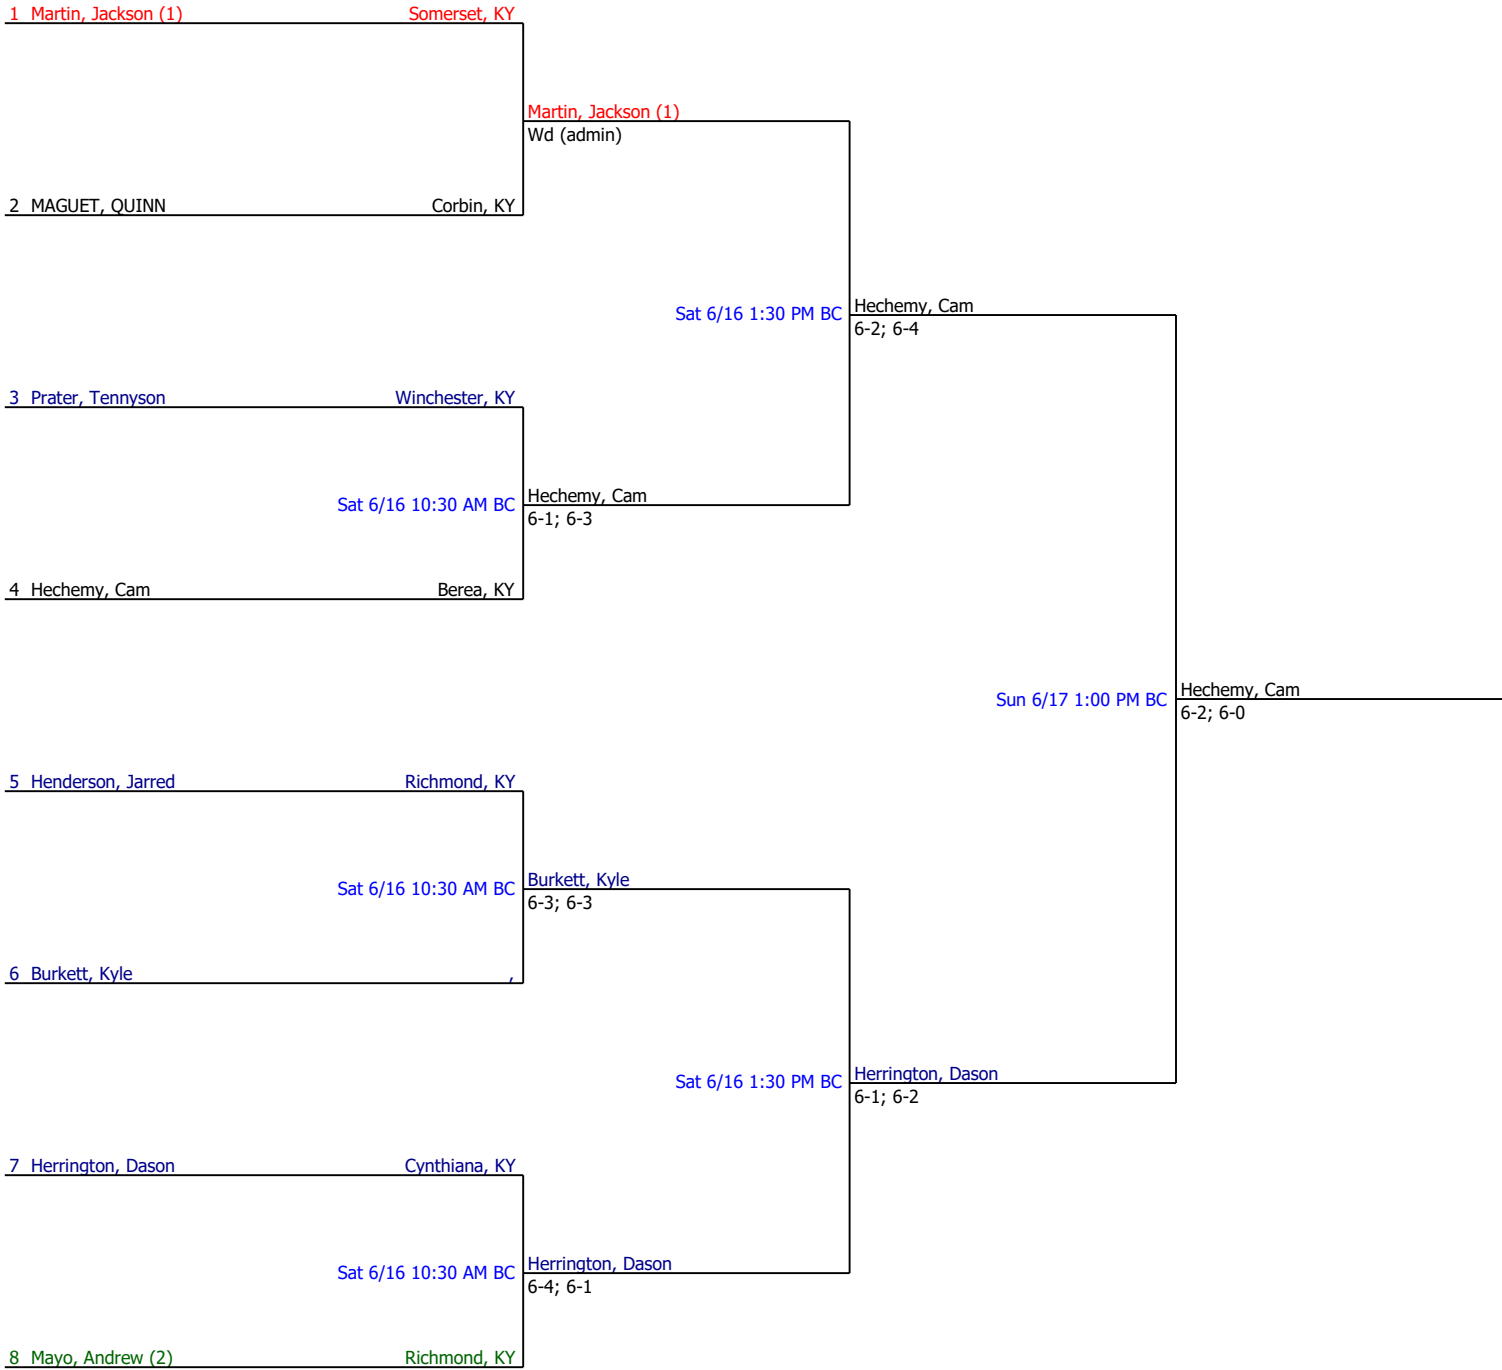 1 Martin, Jackson (1) Somerset, KY
Martin, Jackson (1)
Wd (admin)
2 MAGUET, QUINN Corbin, KY
Sat 6/16 1:30 PM BC Hechemy, Cam
6-2; 6-4
3 Prater, Tennyson Winchester, KY
Sat 6/16 10:30 AM BC Hechemy, Cam
6-1; 6-3
4 Hechemy, Cam Berea, KY
Sun 6/17 1:00 PM BC Hechemy, Cam
6-2; 6-0
5 Henderson, Jarred Richmond, KY
Sat 6/16 10:30 AM BC Burkett, Kyle
6-3; 6-3
6 Burkett, Kyle ,
Sat 6/16 1:30 PM BC Herrington, Dason
6-1; 6-2
7 Herrington, Dason Cynthiana, KY
Sat 6/16 10:30 AM BC Herrington, Dason
6-4; 6-1
8 Mayo, Andrew (2) Richmond, KY